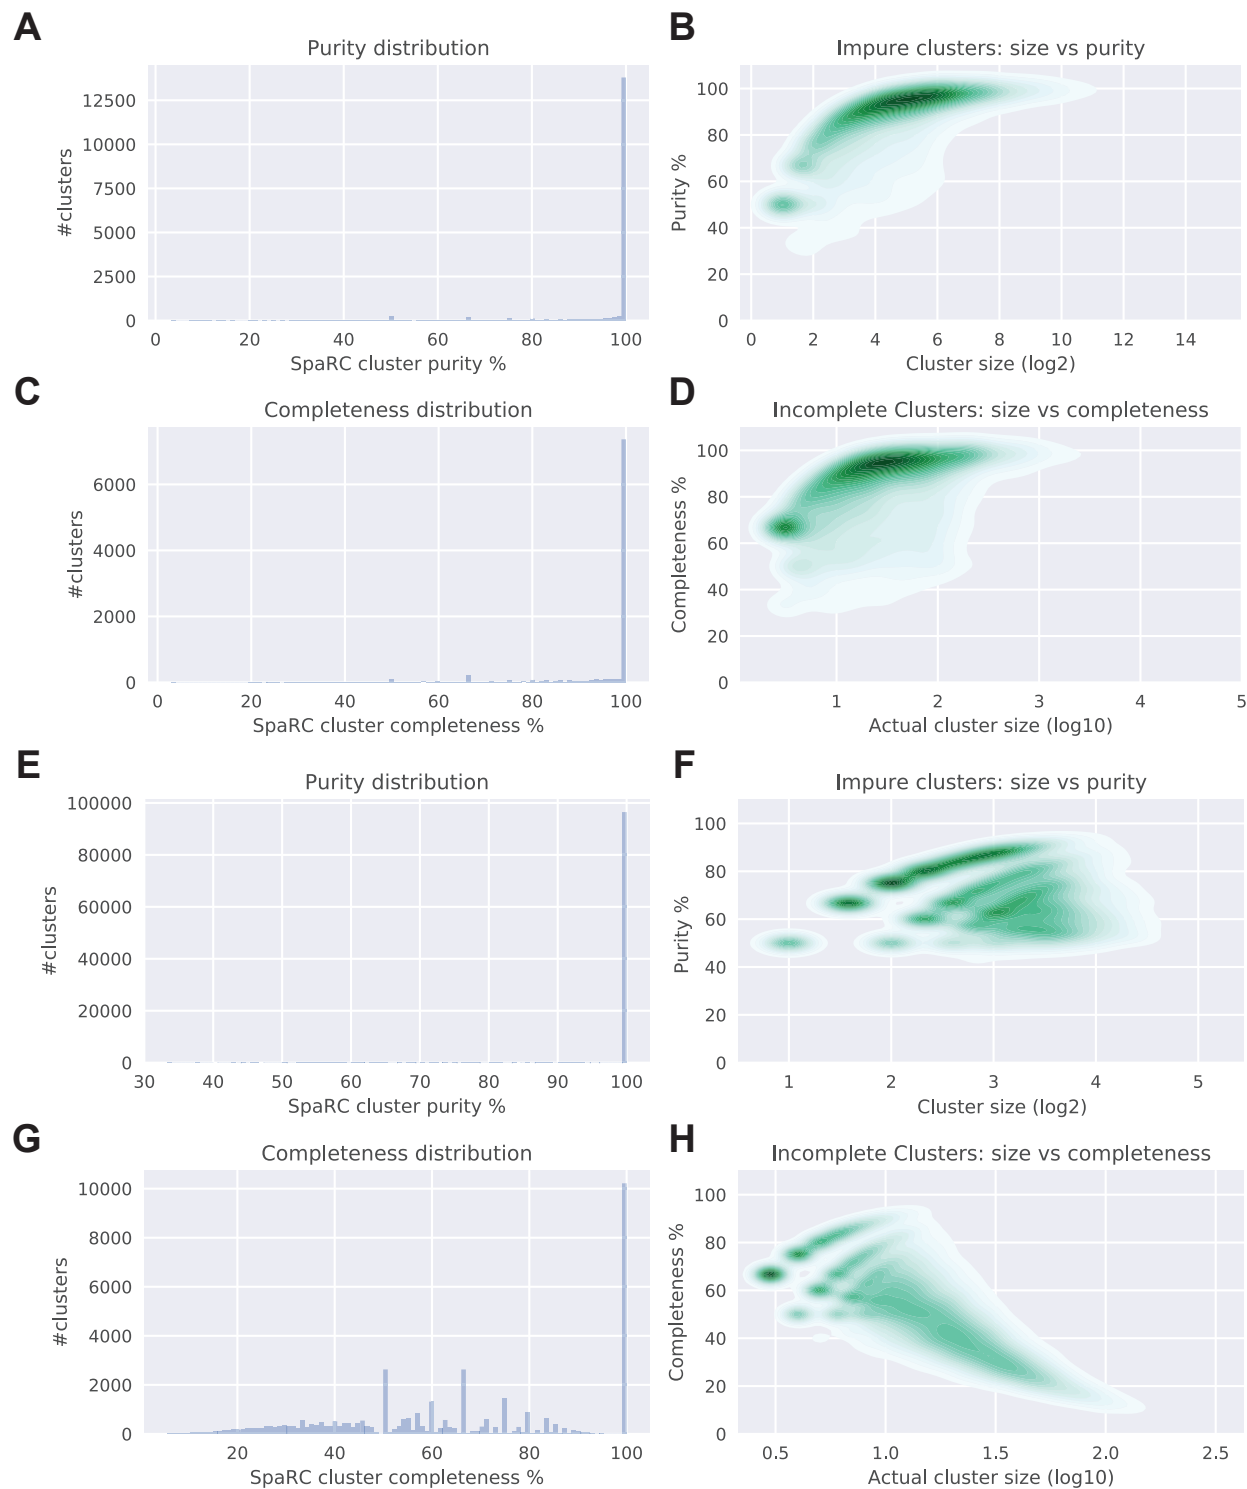 A
Purity distribution
12500
10000
7500
5000
2500
0
#clusters
0 20 40 60 80 100
SpaRC cluster purity %
B
Impure clusters: size vs purity
100
80
60
40
20
0
Purity %
0 2 4 6 8 10 12 14
Cluster size (log2)
C
Completeness distribution
6000
4000
2000
0
#clusters
0 20 40 60 80 100
SpaRC cluster completeness %
D
Incomplete Clusters: size vs completeness
100
80
60
40
20
0
Completeness %
1 2 3 4 5
Actual cluster size (log10)
E
Purity distribution
100000
80000
60000
40000
20000
0
#clusters
30 40 50 60 70 80 90 100
SpaRC cluster purity %
F
Impure clusters: size vs purity
100
80
60
40
20
0
Purity %
1 2 3 4 5
Cluster size (log2)
G
Completeness distribution
10000
8000
6000
4000
2000
0
#clusters
20 40 60 80 100
SpaRC cluster completeness %
H
Incomplete Clusters: size vs completeness
100
80
60
40
20
0
Completeness %
0.5 1.0 1.5 2.0 2.5
Actual cluster size (log10)